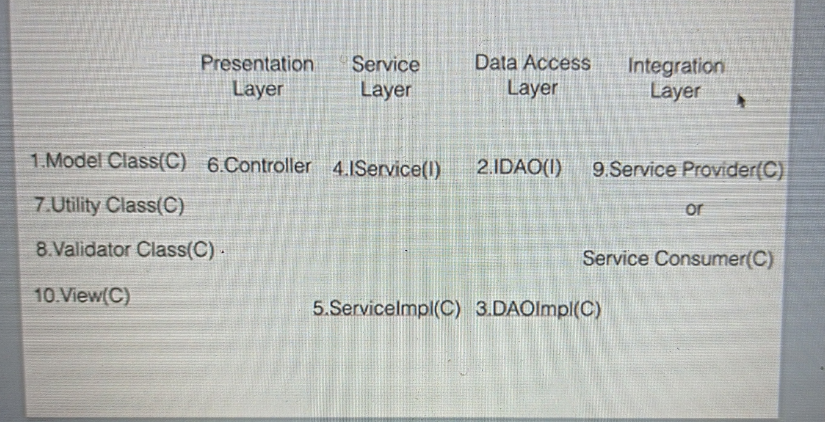 Presentation Layer
Service Layer
Data Access Layer
Integration Layer
1.Model Class(C) 6.Controller 4.IService(I) 2.IDAO(I) 9.Service Provider(C)
7.Utility Class(C) or
8.Validator Class(C) Service Consumer(C)
10.View(C)
5.ServiceImpl(C) 3.DAOImpl(C)